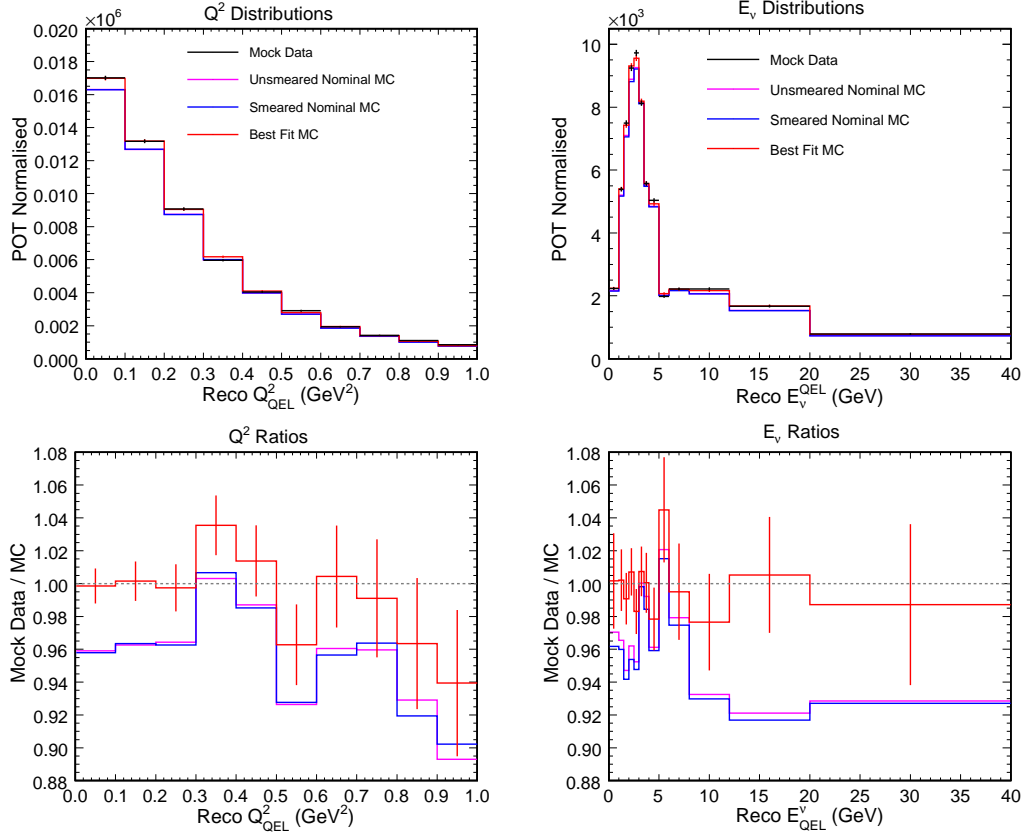 Q² Distributions
×10⁶
0.020
0.018
0.016
0.014
0.012
0.010
0.008
0.006
0.004
0.002
0.000
POT Normalised
Mock Data
Unsmeared Nominal MC
Smeared Nominal MC
Best Fit MC
0.0 0.1 0.2 0.3 0.4 0.5 0.6 0.7 0.8 0.9 1.0
Reco Q²QEL (GeV²)
Eν Distributions
×10³
10
8
6
4
2
0
POT Normalised
Mock Data
Unsmeared Nominal MC
Smeared Nominal MC
Best Fit MC
0 5 10 15 20 25 30 35 40
Reco EνQEL (GeV)
Q² Ratios
1.08
1.06
1.04
1.02
1.00
0.98
0.96
0.94
0.92
0.90
0.88
Mock Data / MC
0.0 0.1 0.2 0.3 0.4 0.5 0.6 0.7 0.8 0.9 1.0
Reco Q²QEL (GeV²)
Eν Ratios
1.08
1.06
1.04
1.02
1.00
0.98
0.96
0.94
0.92
0.90
0.88
Mock Data / MC
0 5 10 15 20 25 30 35 40
Reco EνQEL (GeV)